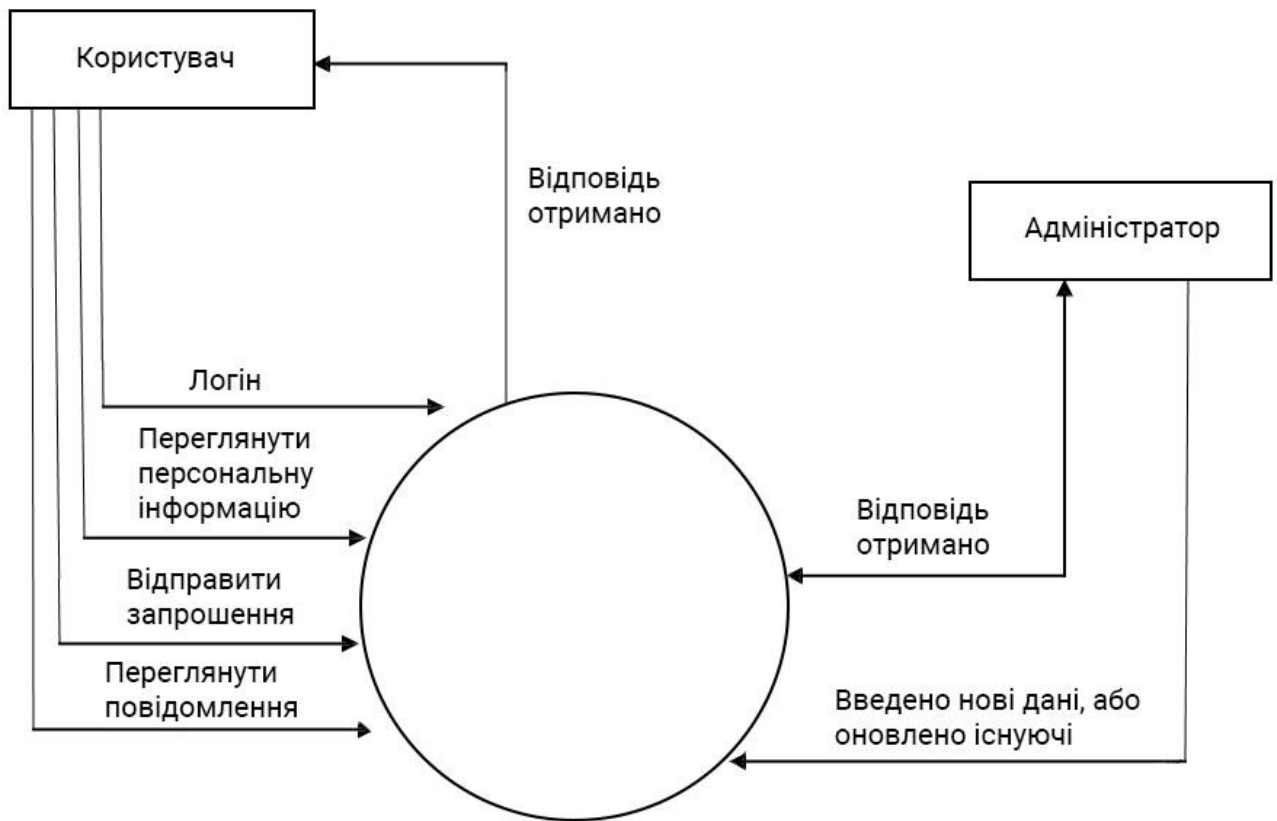 Користувач
Відповідь
отримано
Адміністратор
Логін
Переглянути
персональну
інформацію
Відповідь
отримано
Відправити
запрошення
Переглянути
повідомлення
Введено нові дані, або
оновлено існуючі